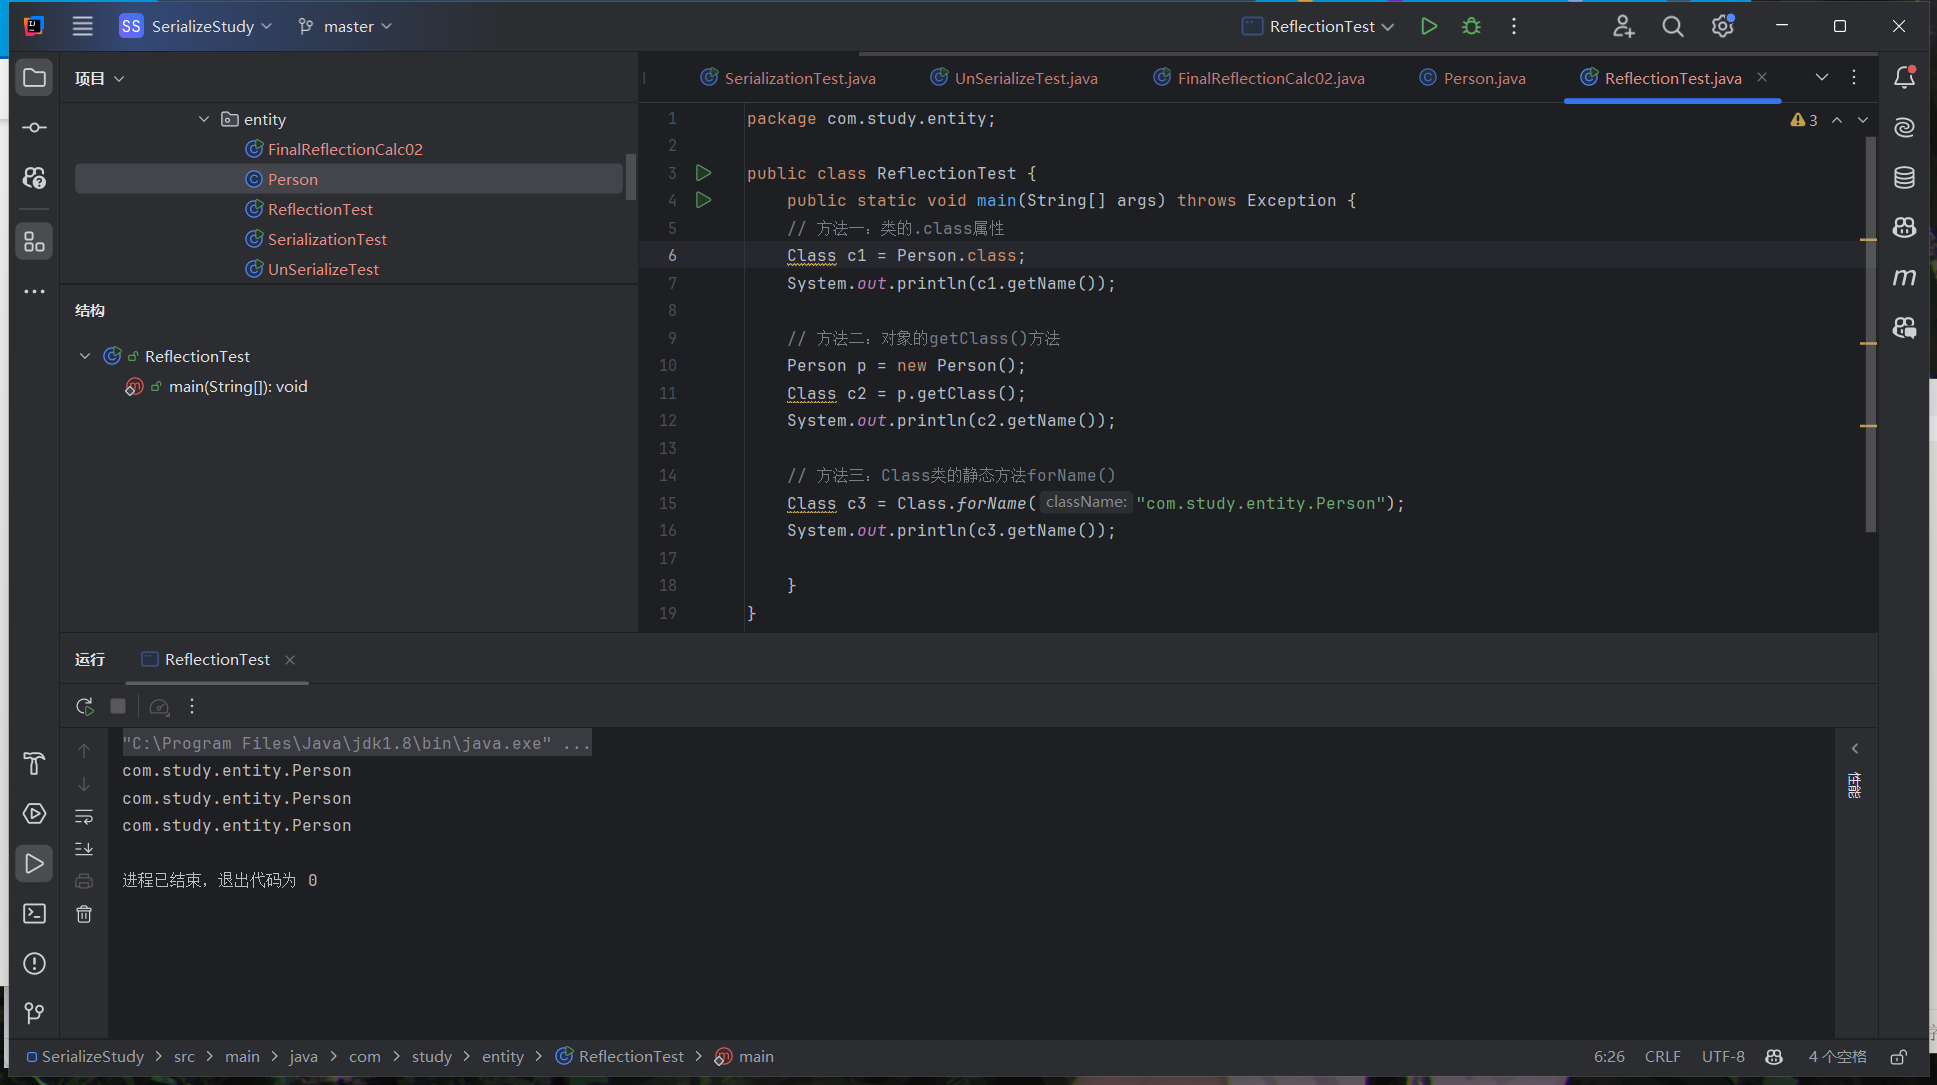 SS SerializeStudy master ReflectionTest
项目
entity
FinalReflectionCalc02
Person
ReflectionTest
SerializationTest
UnSerializeTest
结构
ReflectionTest
main(String[]): void
SerializationTest.java UnSerializeTest.java FinalReflectionCalc02.java Person.java ReflectionTest.java
3
1 package com.study.entity;
2
3 public class ReflectionTest {
4 public static void main(String[] args) throws Exception {
5 // 方法一：类的.class属性
6 Class c1 = Person.class;
7 System.out.println(c1.getName());
8
9 // 方法二：对象的getClass()方法
10 Person p = new Person();
11 Class c2 = p.getClass();
12 System.out.println(c2.getName());
13
14 // 方法三：Class类的静态方法forName()
15 Class c3 = Class.forName( className: "com.study.entity.Person");
16 System.out.println(c3.getName());
17
18 }
19 }
运行 ReflectionTest
"C:\Program Files\Java\jdk1.8\bin\java.exe" ...
com.study.entity.Person
com.study.entity.Person
com.study.entity.Person
进程已结束，退出代码为 0
性能
SerializeStudy > src > main > java > com > study > entity > ReflectionTest > main
6:26 CRLF UTF-8 4 个空格